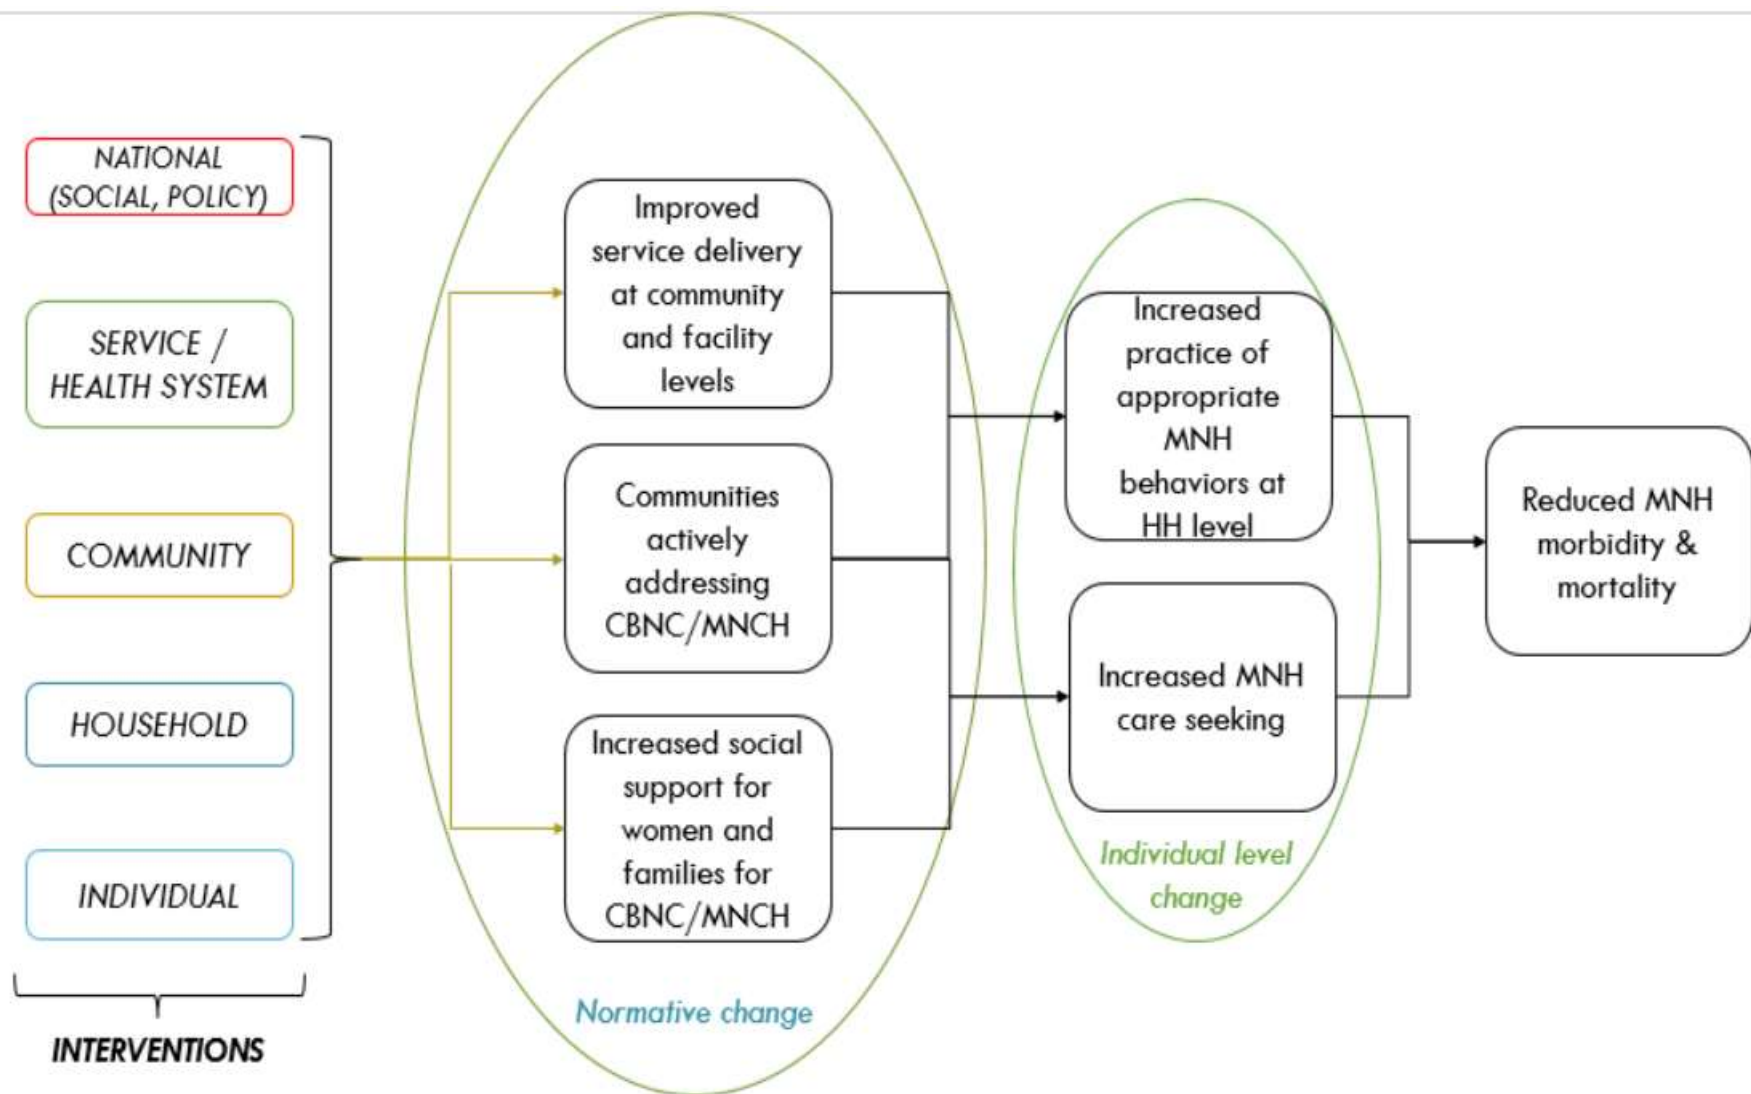 NATIONAL
(SOCIAL, POLICY)
SERVICE /
HEALTH SYSTEM
COMMUNITY
HOUSEHOLD
INDIVIDUAL
INTERVENTIONS
Improved
service delivery
at community
and facility
levels
Communities
actively
addressing
CBNC/MNCH
Increased social
support for
women and
families for
CBNC/MNCH
Normative change
Increased
practice of
appropriate
MNH
behaviors at
HH level
Increased MNH
care seeking
Individual level
change
Reduced MNH
morbidity &
mortality